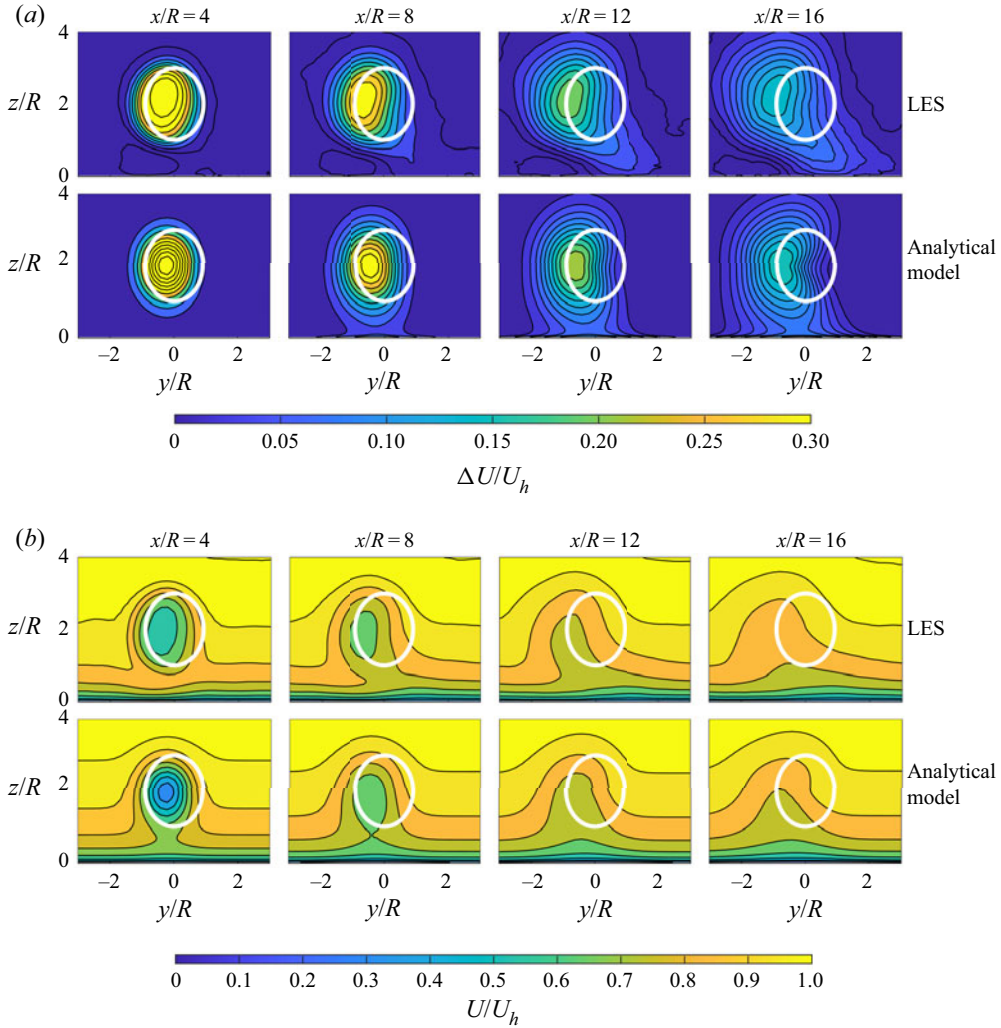 (a)
x/R = 4 x/R = 8 x/R = 12 x/R = 16
4
z/R 2 LES
0
4
z/R 2 Analytical model
0
–2 0 2 –2 0 2 –2 0 2 –2 0 2
y/R y/R y/R y/R
0 0.05 0.10 0.15 0.20 0.25 0.30
ΔU/U_h
(b)
x/R = 4 x/R = 8 x/R = 12 x/R = 16
4
z/R 2 LES
0
4
z/R 2 Analytical model
0
–2 0 2 –2 0 2 –2 0 2 –2 0 2
y/R y/R y/R y/R
0 0.1 0.2 0.3 0.4 0.5 0.6 0.7 0.8 0.9 1.0
U/U_h